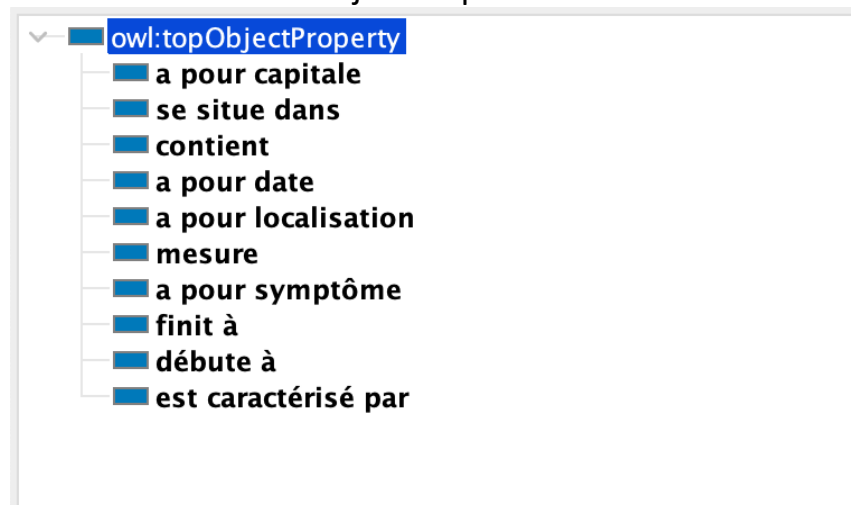 owl:topObjectProperty
a pour capitale
se situe dans
contient
a pour date
a pour localisation
mesure
a pour symptôme
finit à
débute à
est caractérisé par